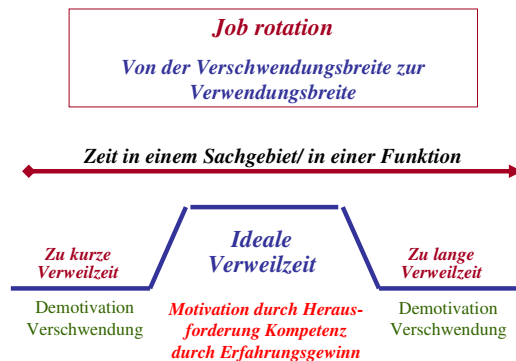 Job rotation
Von der Verschwendungsbreite zur
Verwendungsbreite
Zeit in einem Sachgebiet/ in einer Funktion
Zu kurze
Verweilzeit
Ideale
Verweilzeit
Zu lange
Verweilzeit
Demotivation
Verschwendung
Motivation durch Heraus-
forderung Kompetenz
durch Erfahrungsgewinn
Demotivation
Verschwendung